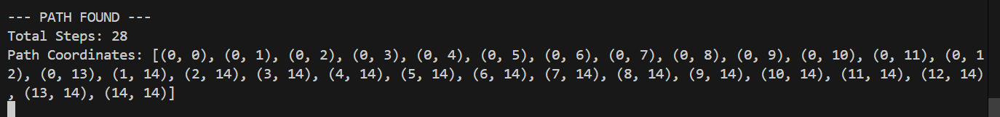 --- PATH FOUND ---
Total Steps: 28
Path Coordinates: [(0, 0), (0, 1), (0, 2), (0, 3), (0, 4), (0, 5), (0, 6), (0, 7), (0, 8), (0, 9), (0, 10), (0, 11), (0, 1
2), (0, 13), (1, 14), (2, 14), (3, 14), (4, 14), (5, 14), (6, 14), (7, 14), (8, 14), (9, 14), (10, 14), (11, 14), (12, 14)
, (13, 14), (14, 14)]